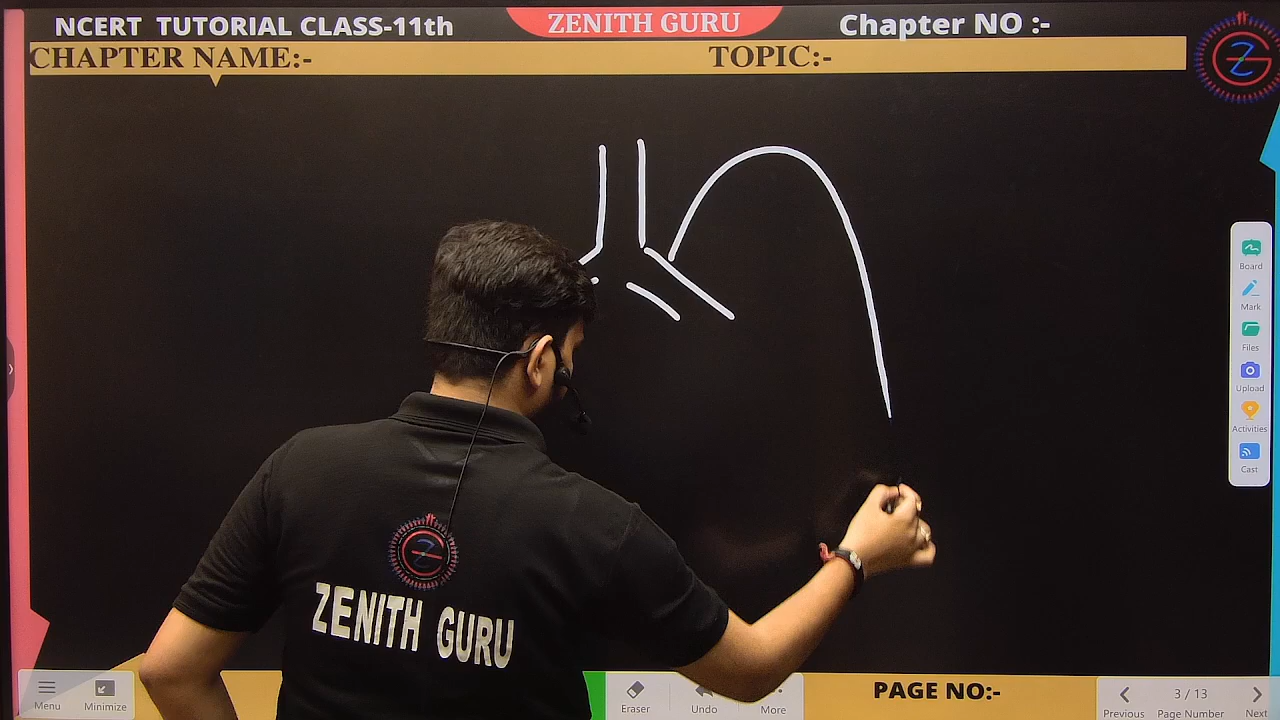 NCERT TUTORIAL CLASS-11th
ZENITH GURU
Chapter NO :-
CHAPTER NAME:-
TOPIC:-
Board
Mark
Files
Upload
Activities
Cast
ZENITH GURU
Menu
Minimize
Eraser
Undo
More
PAGE NO:-
Previous
3 / 13
Page Number
Next